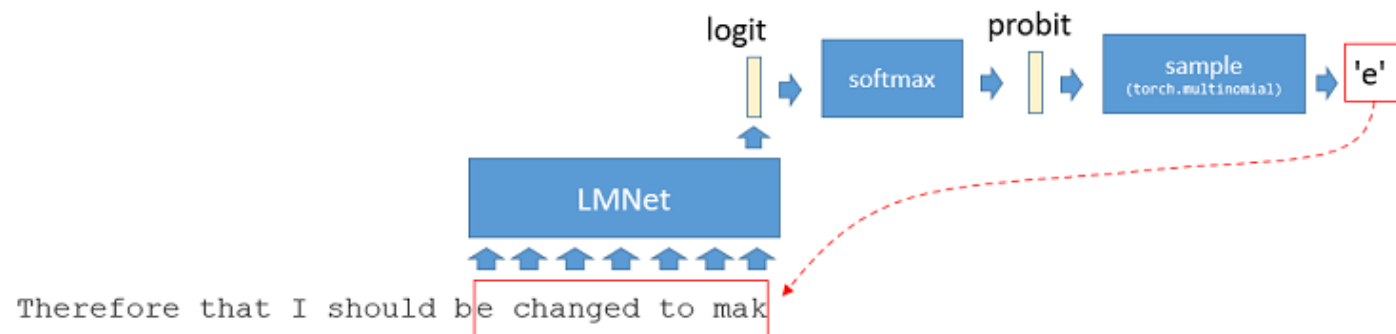 logit
probit
softmax
sample
(torch.multinomial)
'e'
LMNet
Therefore that I should be changed to mak